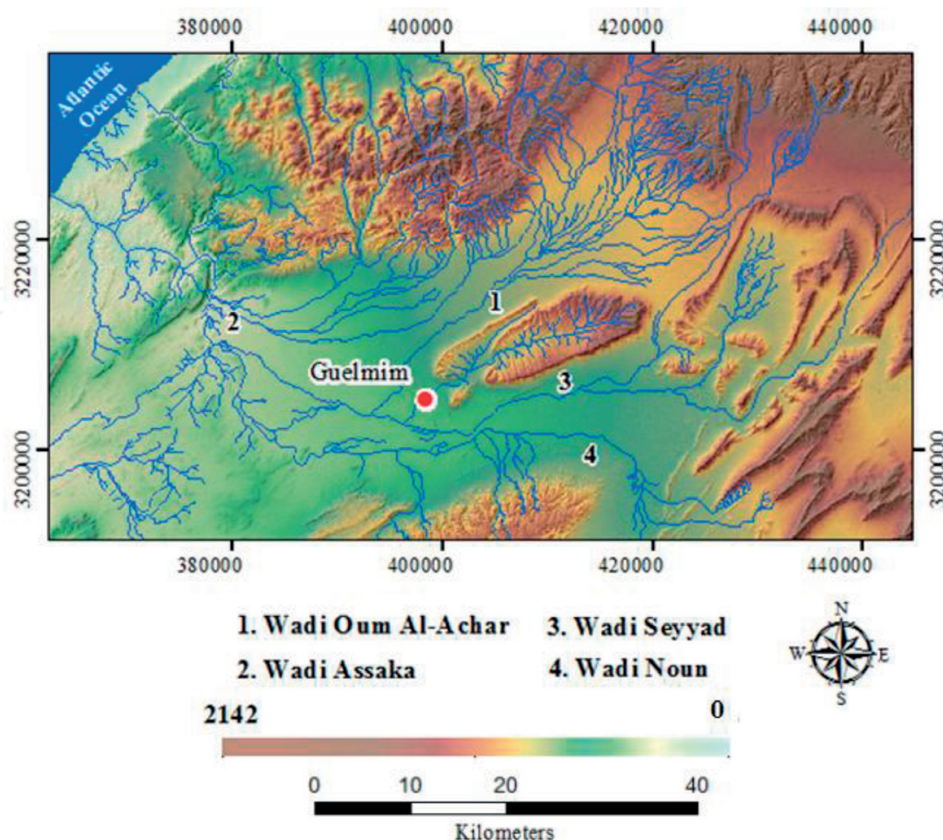 380000 400000 420000 440000
Atlantic
Ocean
3220000 3220000
1
2
Guelmim
3
3200000 3200000
4
380000 400000 420000 440000
1. Wadi Oum Al-Achar 3. Wadi Seyyad
2. Wadi Assaka 4. Wadi Noun
N
W E
S
2142 0
0 10 20 40
Kilometers